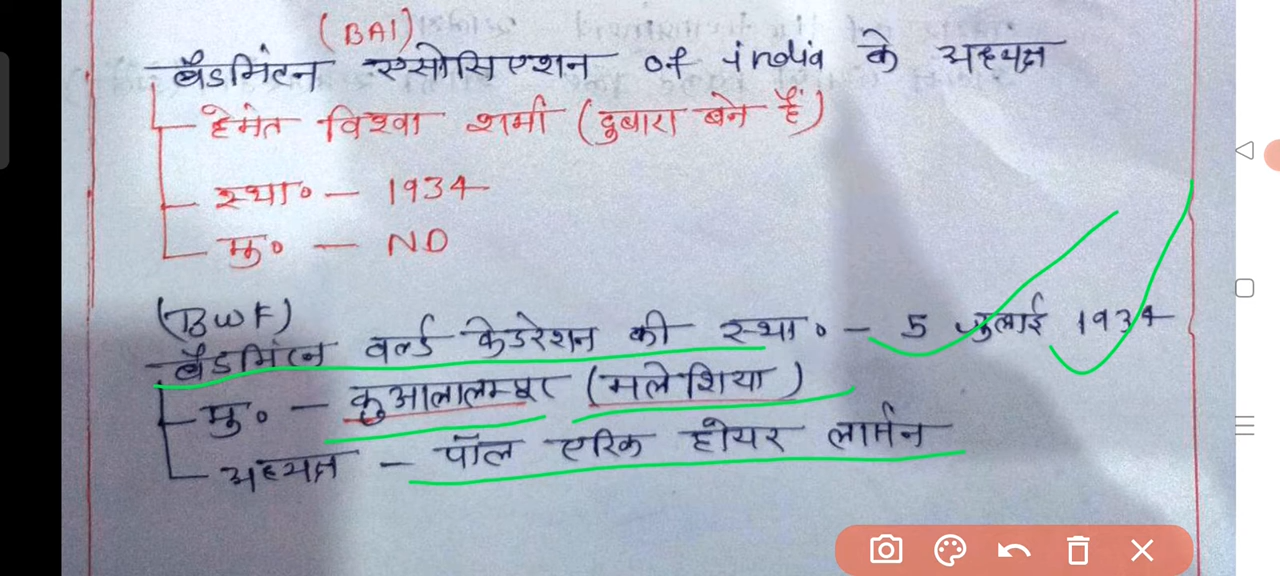 (BAI)
बैडमिंटन एसोसिएशन of india के अध्यक्ष
हेमंत विश्वा शर्मा (दुबारा बने हैं)
स्था० - 1934
मु० - ND
(BWF)
बैडमिंटन वर्ल्ड फेडरेशन की स्था० - 5 जुलाई 1934
मु० - कुआलालम्पुर (मलेशिया)
अध्यक्ष - पॉल एरिक होयर लार्सन